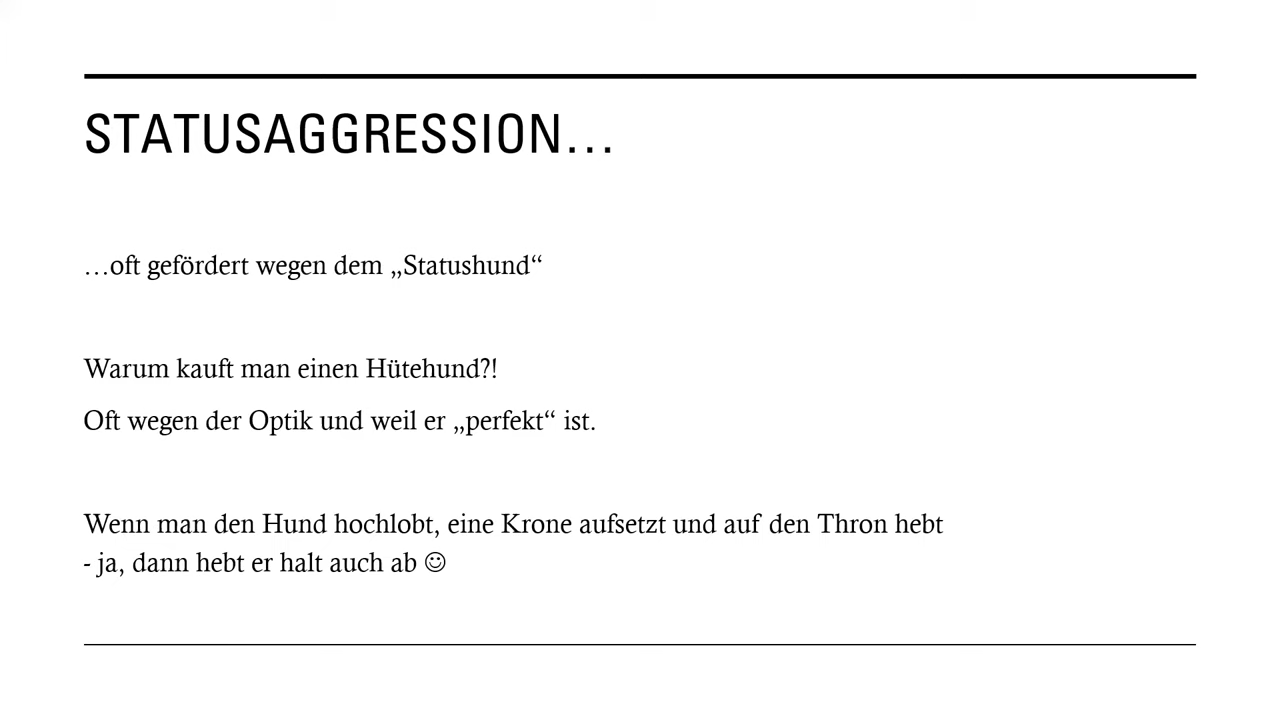 STATUSAGGRESSION…
…oft gefördert wegen dem „Statushund“
Warum kauft man einen Hütehund?!
Oft wegen der Optik und weil er „perfekt“ ist.
Wenn man den Hund hochlobt, eine Krone aufsetzt und auf den Thron hebt
- ja, dann hebt er halt auch ab ☺